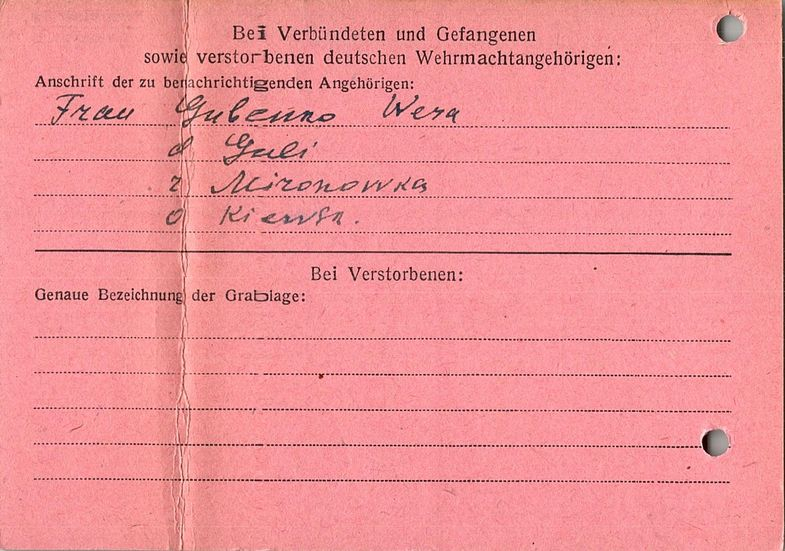 Bei Verbündeten und Gefangenen
sowie verstorbenen deutschen Wehrmachtangehörigen:
Anschrift der zu benachrichtigenden Angehörigen:
Frau Gubenko Wera
d Guli
r Mironowka
o Kiewsk.
Bei Verstorbenen:
Genaue Bezeichnung der Grablage: